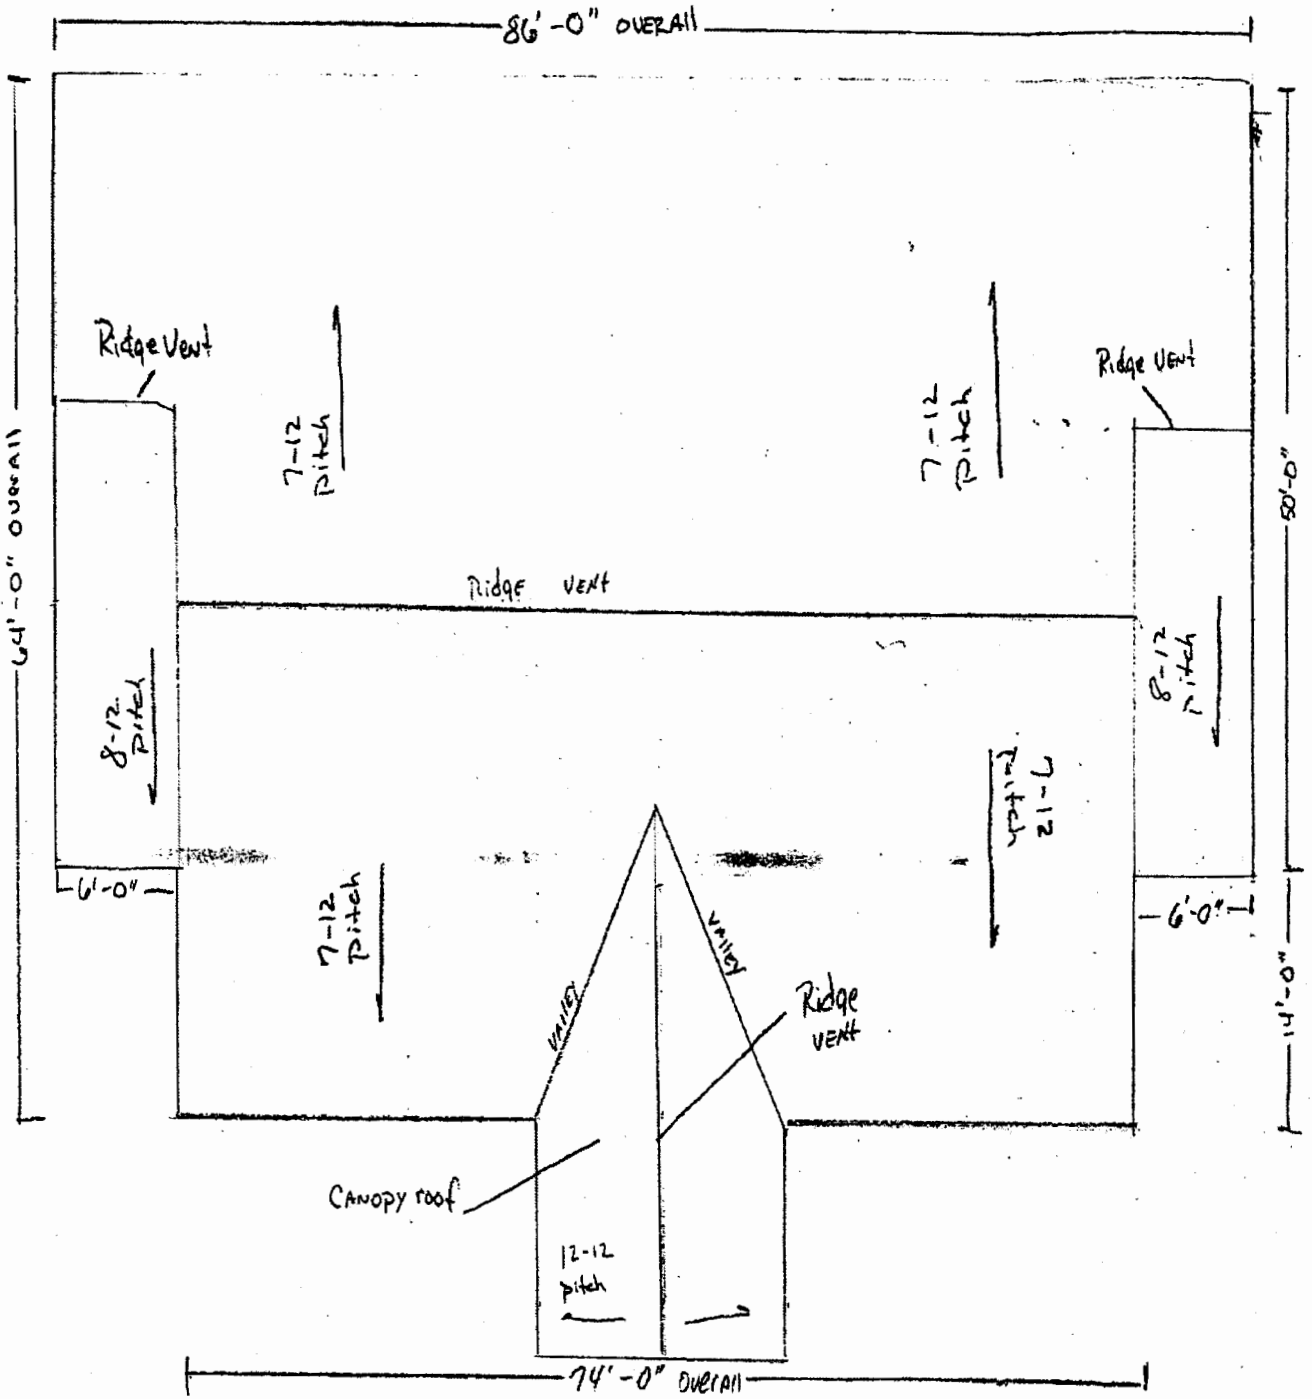 86'-0" OVERAll
64'-0" OVERAll
Ridge Vent
7-12
pitch
7-12
pitch
Ridge VENt
50'-0"
Ridge VENt
8-12
pitch
8-12
pitch
7-12
pitch
7-12
pitch
6'-0"
6'-0"
14'-0"
VAllEY
VAllEY
Ridge
VENt
CANOPY roof
12-12
pitch
74'-0" OVERAll